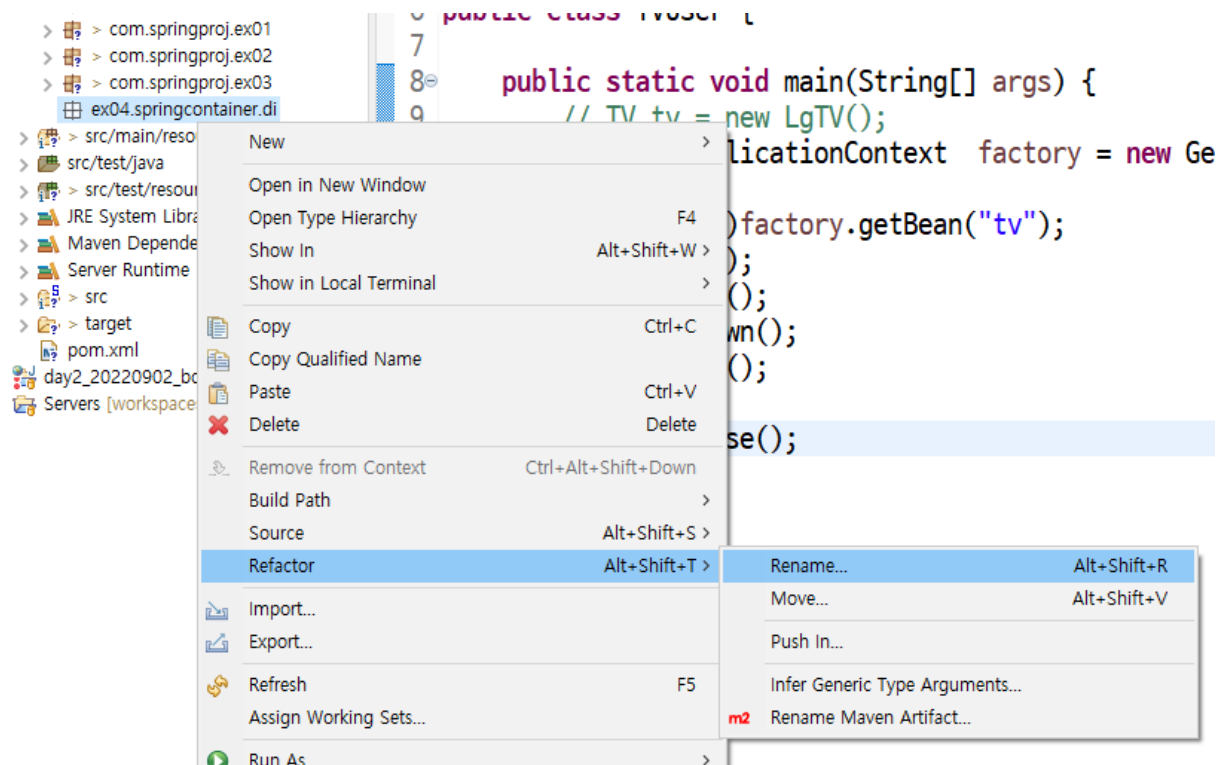 > com.springproj.ex01
> com.springproj.ex02
> com.springproj.ex03
ex04.springcontainer.di
> src/main/reso
src/test/java
> src/test/resour
JRE System Libra
Maven Depende
Server Runtime
> src
> target
pom.xml
day2_20220902_bo
Servers [workspace
6 public class TvUser {
7
8 public static void main(String[] args) {
9 // TV tv = new LgTV();
licationContext factory = new Ge
)factory.getBean("tv");
);
();
wn();
();
se();
New
Open in New Window
Open Type Hierarchy F4
Show In Alt+Shift+W >
Show in Local Terminal
Copy Ctrl+C
Copy Qualified Name
Paste Ctrl+V
Delete Delete
Remove from Context Ctrl+Alt+Shift+Down
Build Path
Source Alt+Shift+S >
Refactor Alt+Shift+T >
Import...
Export...
Refresh F5
Assign Working Sets...
Run As
Rename... Alt+Shift+R
Move... Alt+Shift+V
Push In...
Infer Generic Type Arguments...
m2 Rename Maven Artifact...